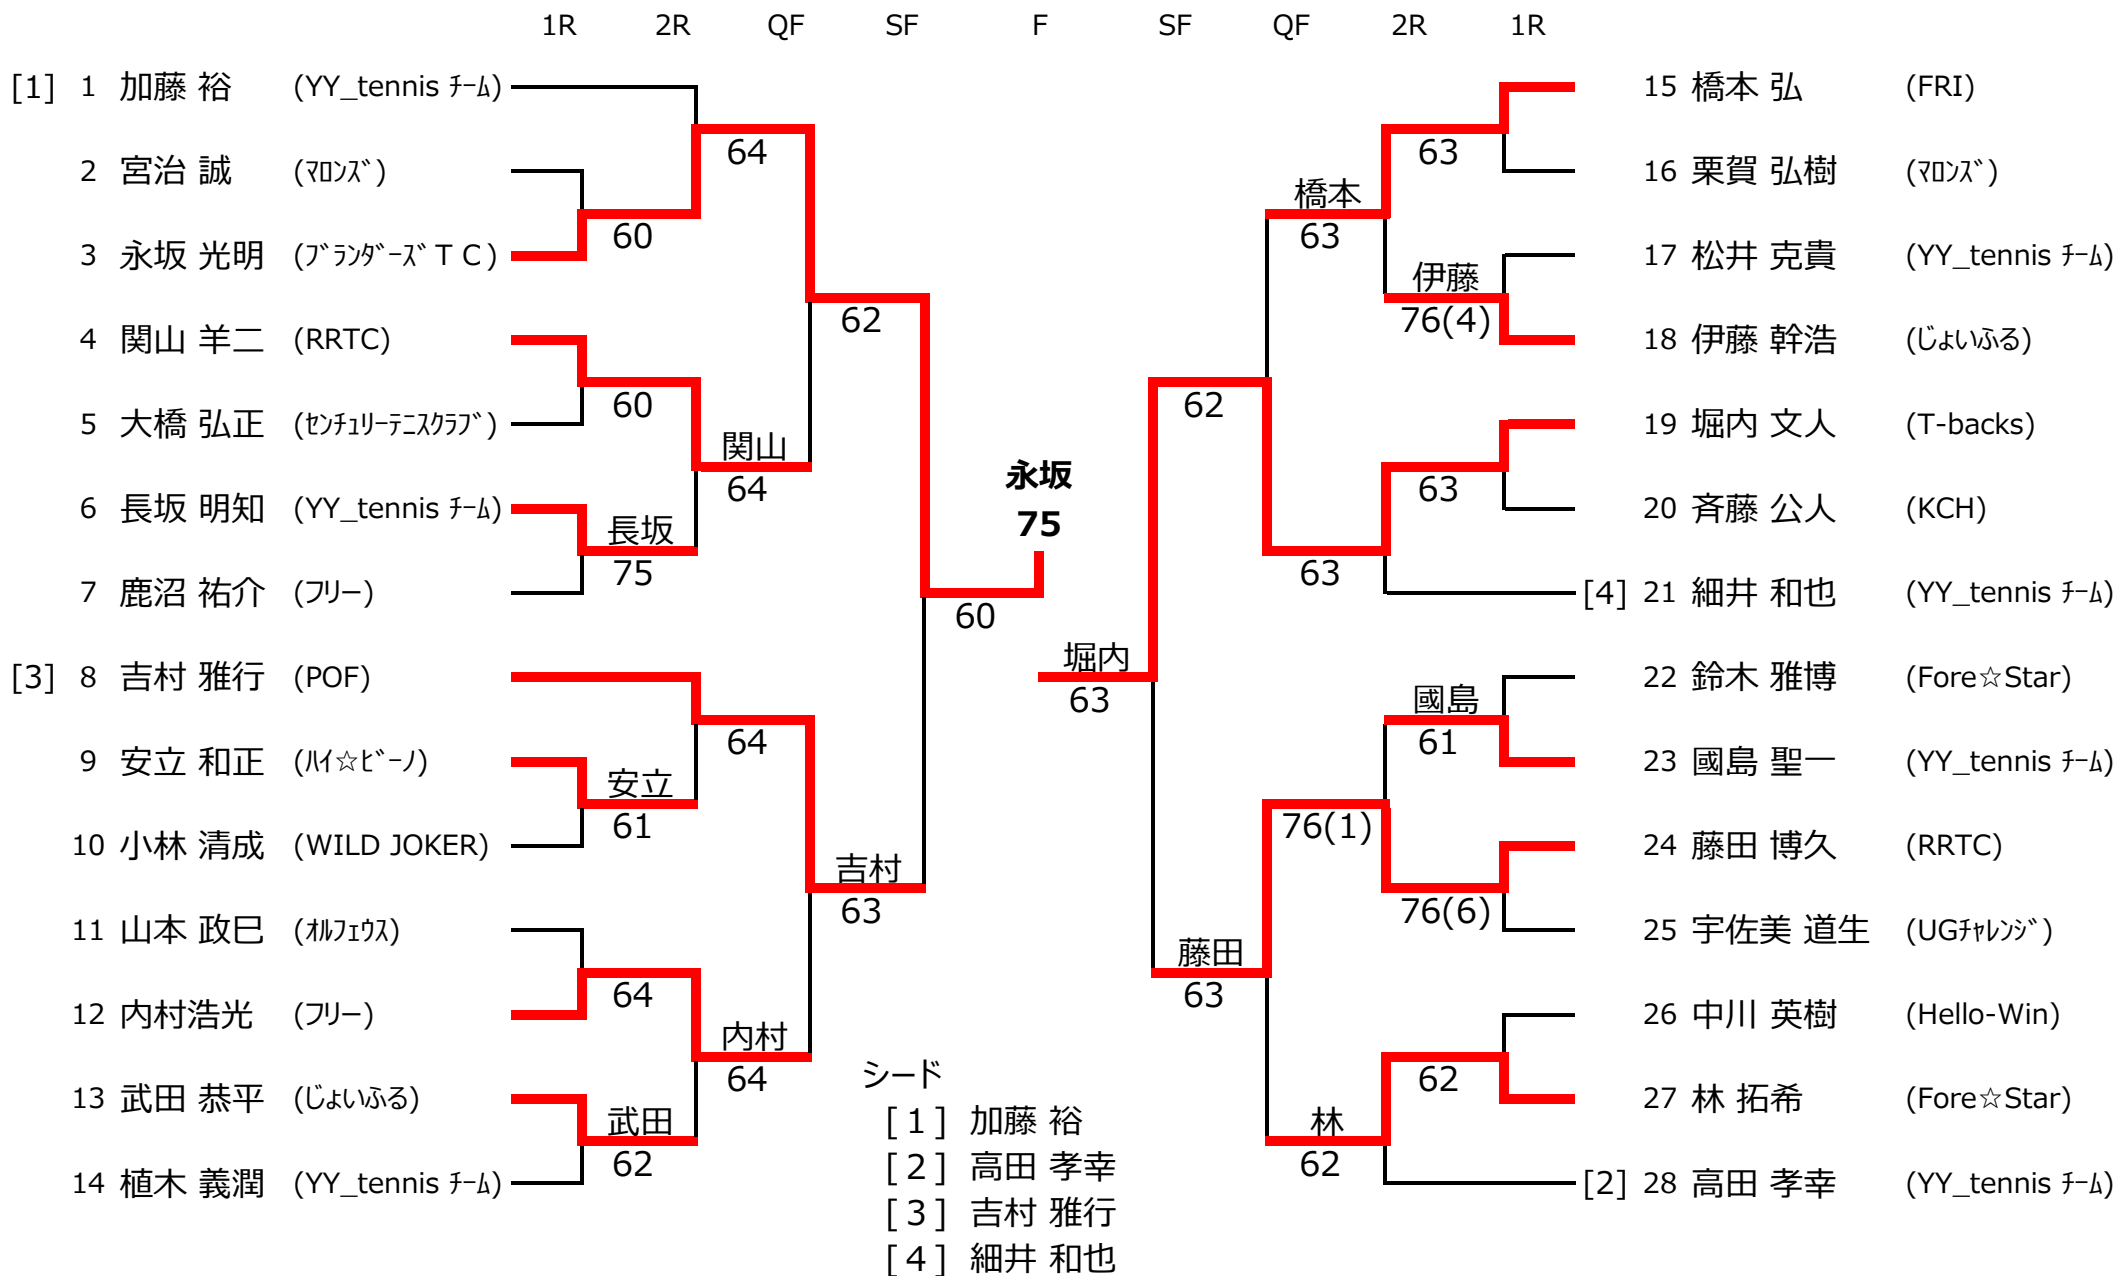 1R 2R QF SF F SF QF 2R 1R
[1] 1 加藤 裕 (YY_tennis ﾁｰﾑ)
2 宮治 誠 (ﾏﾛﾝｽﾞ)
3 永坂 光明 (ﾌﾞﾗﾝﾀﾞｰｽﾞＴＣ)
4 関山 羊二 (RRTC)
5 大橋 弘正 (ｾﾝﾁｭﾘｰﾃﾆｽｸﾗﾌﾞ)
6 長坂 明知 (YY_tennis ﾁｰﾑ)
7 鹿沼 祐介 (フリー)
[3] 8 吉村 雅行 (POF)
9 安立 和正 (ﾊｲ☆ﾋﾞｰﾉ)
10 小林 清成 (WILD JOKER)
11 山本 政巳 (ｵﾙﾌｪｳｽ)
12 内村浩光 (フリー)
13 武田 恭平 (じょいふる)
14 植木 義潤 (YY_tennis ﾁｰﾑ)
60
60
長坂
75
安立
61
64
武田
62
64
関山
64
64
内村
64
62
吉村
63
60
永坂
75
堀内
63
62
藤田
63
橋本
63
63
76(1)
林
62
63
伊藤
76(4)
63
國島
61
76(6)
62
15 橋本 弘 (FRI)
16 栗賀 弘樹 (ﾏﾛﾝｽﾞ)
17 松井 克貴 (YY_tennis ﾁｰﾑ)
18 伊藤 幹浩 (じょいふる)
19 堀内 文人 (T-backs)
20 斉藤 公人 (KCH)
[4] 21 細井 和也 (YY_tennis ﾁｰﾑ)
22 鈴木 雅博 (Fore☆Star)
23 國島 聖一 (YY_tennis ﾁｰﾑ)
24 藤田 博久 (RRTC)
25 宇佐美 道生 (UGﾁｬﾚﾝｼﾞ)
26 中川 英樹 (Hello-Win)
27 林 拓希 (Fore☆Star)
[2] 28 高田 孝幸 (YY_tennis ﾁｰﾑ)
シード
[１] 加藤 裕
[２] 高田 孝幸
[３] 吉村 雅行
[４] 細井 和也